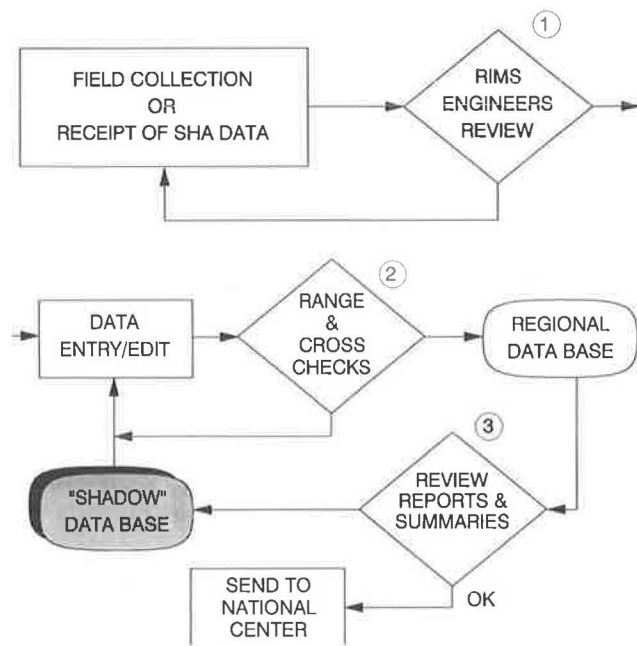 1
FIELD COLLECTION
OR
RECEIPT OF SHA DATA
RIMS
ENGINEERS
REVIEW
2
DATA
ENTRY/EDIT
RANGE
&
CROSS
CHECKS
REGIONAL
DATA BASE
3
"SHADOW"
DATA BASE
REVIEW
REPORTS &
SUMMARIES
SEND TO
NATIONAL
CENTER
OK